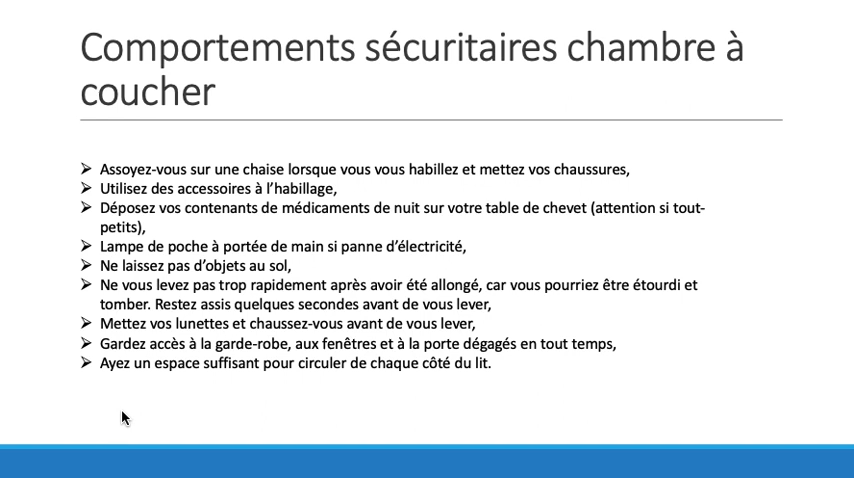 Comportements sécuritaires chambre à
coucher
➢ Assoyez-vous sur une chaise lorsque vous vous habillez et mettez vos chaussures,
➢ Utilisez des accessoires à l’habillage,
➢ Déposez vos contenants de médicaments de nuit sur votre table de chevet (attention si tout-
petits),
➢ Lampe de poche à portée de main si panne d’électricité,
➢ Ne laissez pas d’objets au sol,
➢ Ne vous levez pas trop rapidement après avoir été allongé, car vous pourriez être étourdi et
tomber. Restez assis quelques secondes avant de vous lever,
➢ Mettez vos lunettes et chaussez-vous avant de vous lever,
➢ Gardez accès à la garde-robe, aux fenêtres et à la porte dégagés en tout temps,
➢ Ayez un espace suffisant pour circuler de chaque côté du lit.